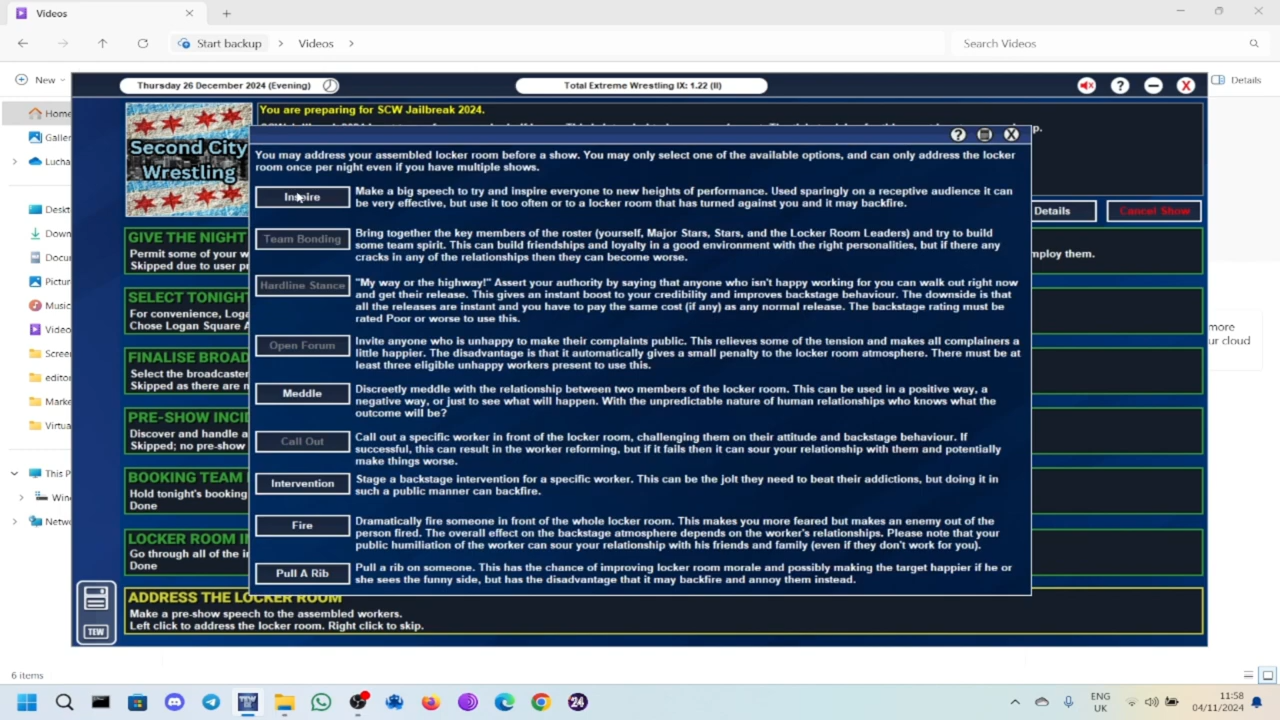 Videos
Start backup
Videos
Search Videos
New
Details
Home
Thursday 26 December 2024 (Evening)
Total Extreme Wrestling IX: 1.22 (II)
Second City
Wrestling
You are preparing for SCW Jailbreak 2024.
You may address your assembled locker room before a show. You may only select one of the available options, and can only address the locker
room once per night even if you have multiple shows.
Inspire
Make a big speech to try and inspire everyone to new heights of performance. Used sparingly on a receptive audience it can
be very effective, but use it too often or to a locker room that has turned against you and it may backfire.
Team Bonding
Bring together the key members of the roster (yourself, Major Stars, Stars, and the Locker Room Leaders) and try to build
some team spirit. This can build friendships and loyalty in a good environment with the right personalities, but if there any
cracks in any of the relationships then they can become worse.
Hardline Stance
"My way or the highway!" Assert your authority by saying that anyone who isn't happy working for you can walk out right now
and get their release. This gives an instant boost to your credibility and improves backstage behaviour. The downside is that
all the releases are instant and you have to pay the same cost (if any) as any normal release. The backstage rating must be
rated Poor or worse to use this.
Open Forum
Invite anyone who is unhappy to make their complaints public. This relieves some of the tension and makes all complainers a
little happier. The disadvantage is that it automatically gives a small penalty to the locker room atmosphere. There must be at
least three eligible unhappy workers present to use this.
Meddle
Discreetly meddle with the relationship between two members of the locker room. This can be used in a positive way, a
negative way, or just to see what will happen. With the unpredictable nature of human relationships who knows what the
outcome will be?
Call Out
Call out a specific worker in front of the locker room, challenging them on their attitude and backstage behaviour. If
successful, this can result in the worker reforming, but if it fails then it can sour your relationship with them and potentially
make things worse.
Intervention
Stage a backstage intervention for a specific worker. This can be the jolt they need to beat their addictions, but doing it in
such a public manner can backfire.
Fire
Dramatically fire someone in front of the whole locker room. This makes you more feared but makes an enemy out of the
person fired. The overall effect on the backstage atmosphere depends on the worker's relationships. Please note that your
public humiliation of the worker can sour your relationship with his friends and family (even if they don't work for you).
Pull A Rib
Pull a rib on someone. This has the chance of improving locker room morale and possibly making the target happier if he or
she sees the funny side, but has the disadvantage that it may backfire and annoy them instead.
Details
Cancel Show
GIVE THE NIGHT
Permit some of your w
Skipped due to user pr
mploy them.
SELECT TONIGHT
For convenience, Loga
Chose Logan Square A
FINALISE BROAD
Select the broadcaster
Skipped as there are n
PRE-SHOW INCID
Discover and handle a
Skipped; no pre-show
BOOKING TEAM
Hold tonight's booking
Done
LOCKER ROOM I
Go through all of the i
Done
ADDRESS THE LOCKER ROOM
Make a pre-show speech to the assembled workers.
Left click to address the locker room. Right click to skip.
TEW
Galler
Lucha
Deskt
Down
Docu
Pictur
Music
Video
Scree
editor
Marke
Virtua
This P
Wind
Netwo
more
ur cloud
6 items
24
ENG
UK
11:58
04/11/2024